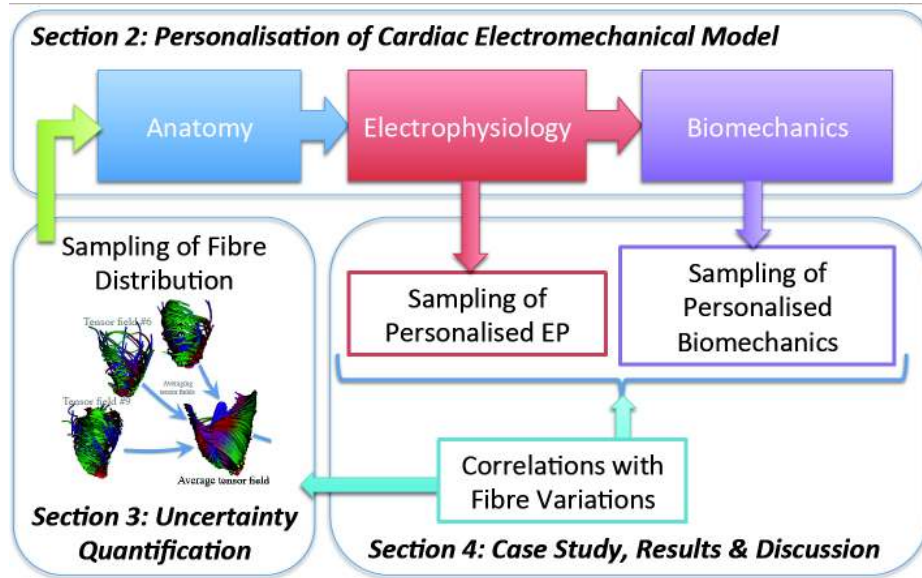 Section 2: Personalisation of Cardiac Electromechanical Model
Anatomy
Electrophysiology
Biomechanics
Sampling of Fibre
Distribution
Tensor field #6
Averaging
tensor fields
Tensor field #9
Average tensor field
Section 3: Uncertainty
Quantification
Sampling of
Personalised EP
Sampling of
Personalised
Biomechanics
Correlations with
Fibre Variations
Section 4: Case Study, Results & Discussion